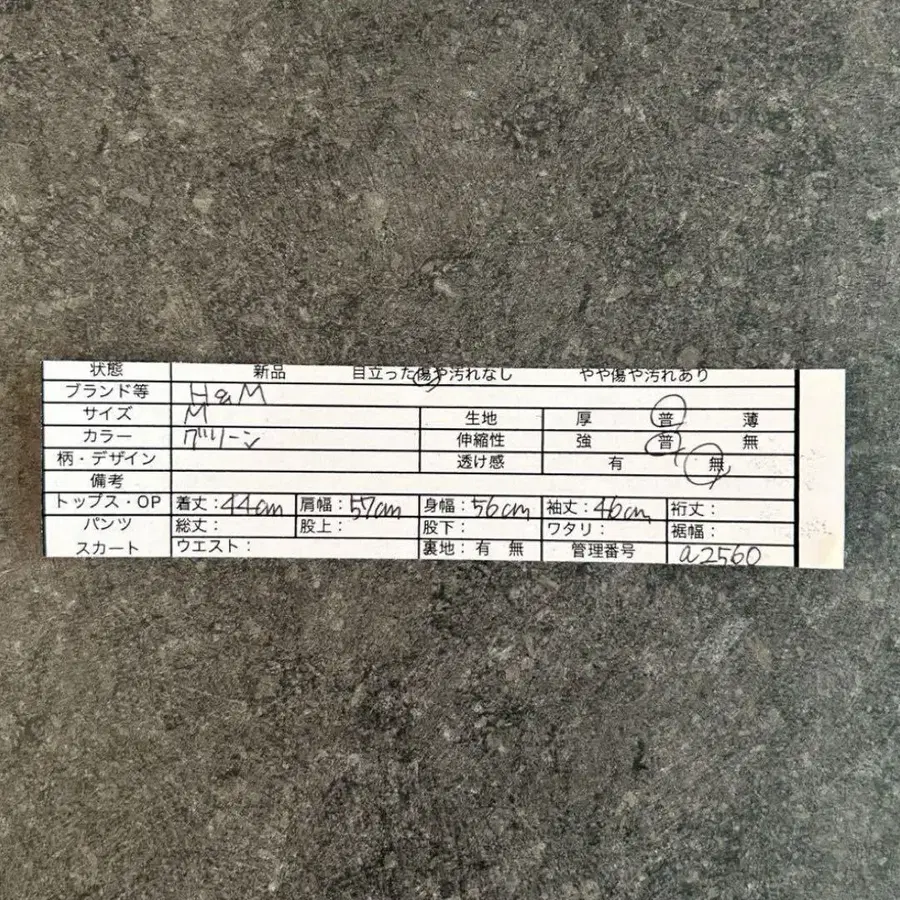 状態 新品 目立った傷や汚れなし やや傷や汚れあり
ブランド等 H&M
サイズ M 生地 厚 普 薄
カラー グリーン 伸縮性 強 普 無
柄・デザイン 透け感 有 無
備考
トップス・OP 着丈：44cm 肩幅：57cm 身幅：56cm 袖丈：46cm 裄丈：
パンツ 総丈： 股上： 股下： ワタリ： 裾幅：
スカート ウエスト： 裏地：有 無 管理番号 a2560